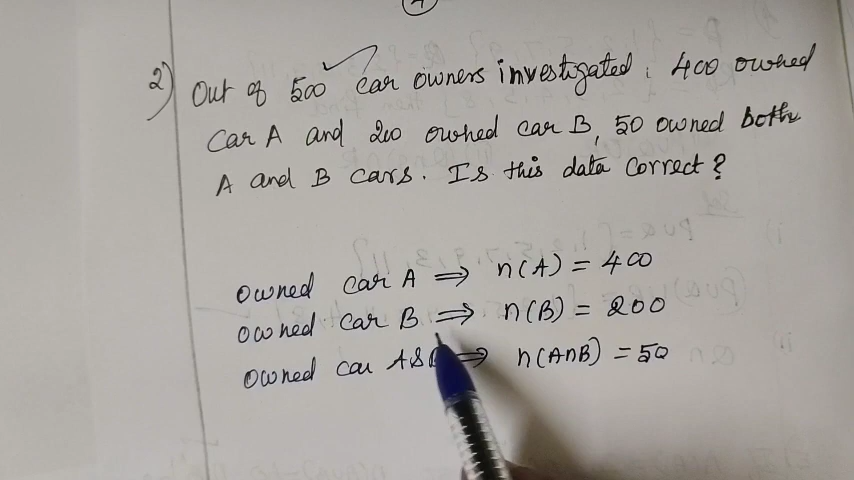 2) Out of 500 car owners investigated, 400 owned
car A and 200 owned car B, 50 owned both
A and B cars. Is this data correct?
owned car A ⇒ n(A) = 400
owned car B ⇒ n(B) = 200
owned car A & ⇒ n(A∩B) = 50